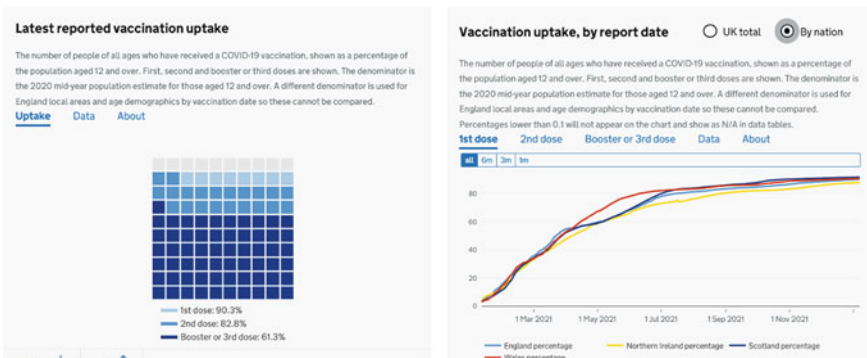 Latest reported vaccination uptake
The number of people of all ages who have received a COVID-19 vaccination, shown as a percentage of
the population aged 12 and over. First, second and booster or third doses are shown. The denominator is
the 2020 mid-year population estimate for those aged 12 and over. A different denominator is used for
England local areas and age demographics by vaccination date so these cannot be compared.
Uptake Data About
1st dose: 90.3%
2nd dose: 82.8%
Booster or 3rd dose: 61.3%
Vaccination uptake, by report date UK total By nation
The number of people of all ages who have received a COVID-19 vaccination, shown as a percentage of
the population aged 12 and over. First, second and booster or third doses are shown. The denominator is
the 2020 mid-year population estimate for those aged 12 and over. A different denominator is used for
England local areas and age demographics by vaccination date so these cannot be compared.
Percentages lower than 0.1 will not appear on the chart and show as N/A in data tables.
1st dose 2nd dose Booster or 3rd dose Data About
all 6m 3m 1m
80
60
40
20
0
1 Mar 2021 1 May 2021 1 Jul 2021 1 Sep 2021 1 Nov 2021
England percentage Northern Ireland percentage Scotland percentage
Wales percentage